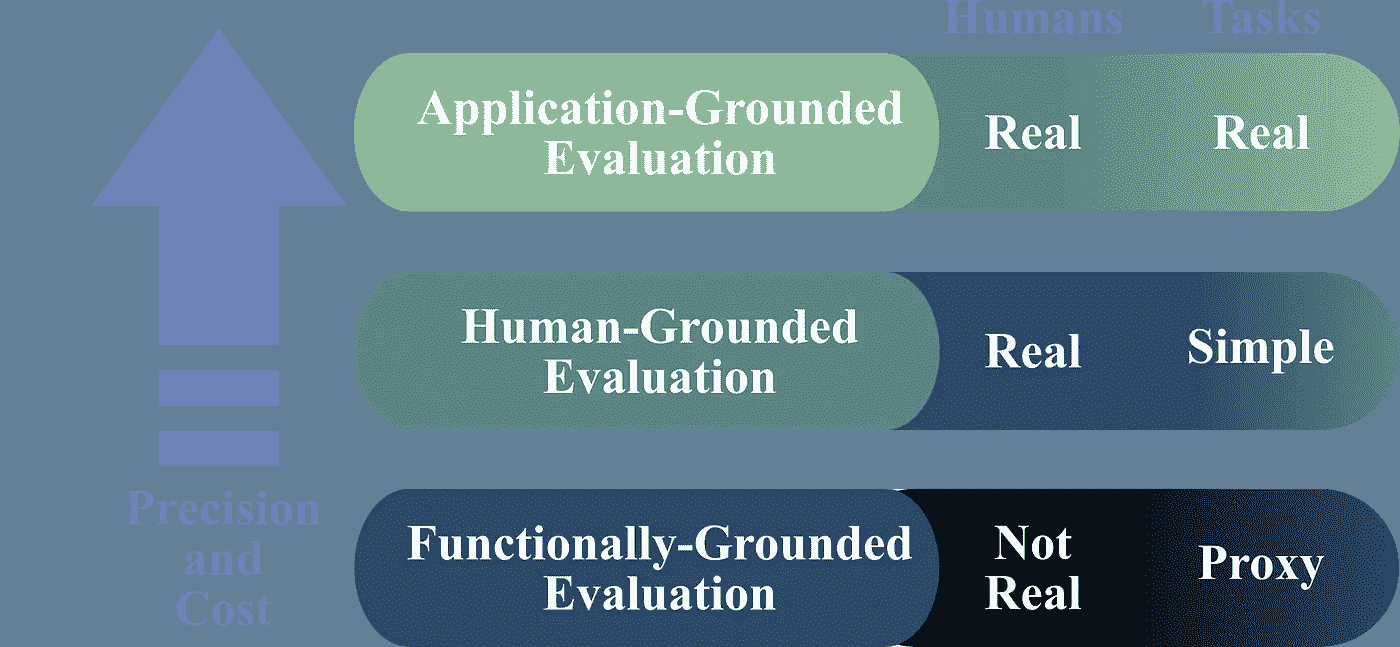 Humans Tasks
Application-Grounded
Evaluation
Real
Real
Human-Grounded
Evaluation
Real
Simple
Functionally-Grounded
Evaluation
Not
Real
Proxy
Precision
and
Cost